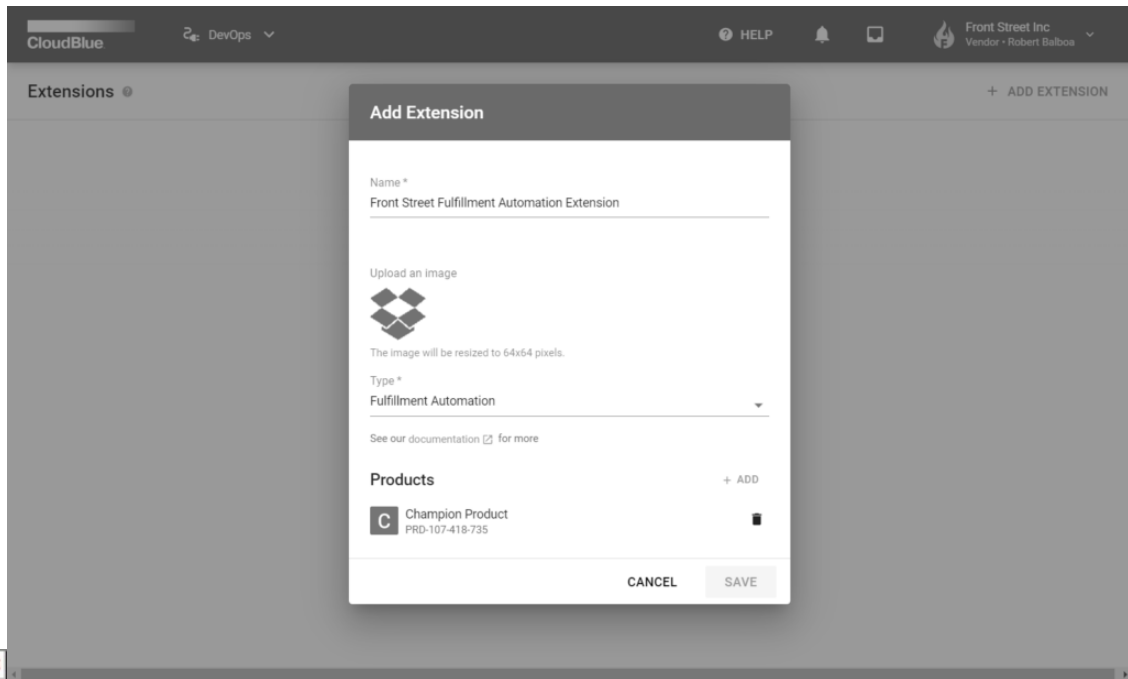 CloudBlue
DevOps
HELP
Front Street Inc
Vendor • Robert Balboa
Extensions
+ ADD EXTENSION
Add Extension
Name *
Front Street Fulfillment Automation Extension
Upload an image
The image will be resized to 64x64 pixels.
Type *
Fulfillment Automation
See our documentation for more
Products
+ ADD
C
Champion Product
PRD-107-418-735
CANCEL
SAVE